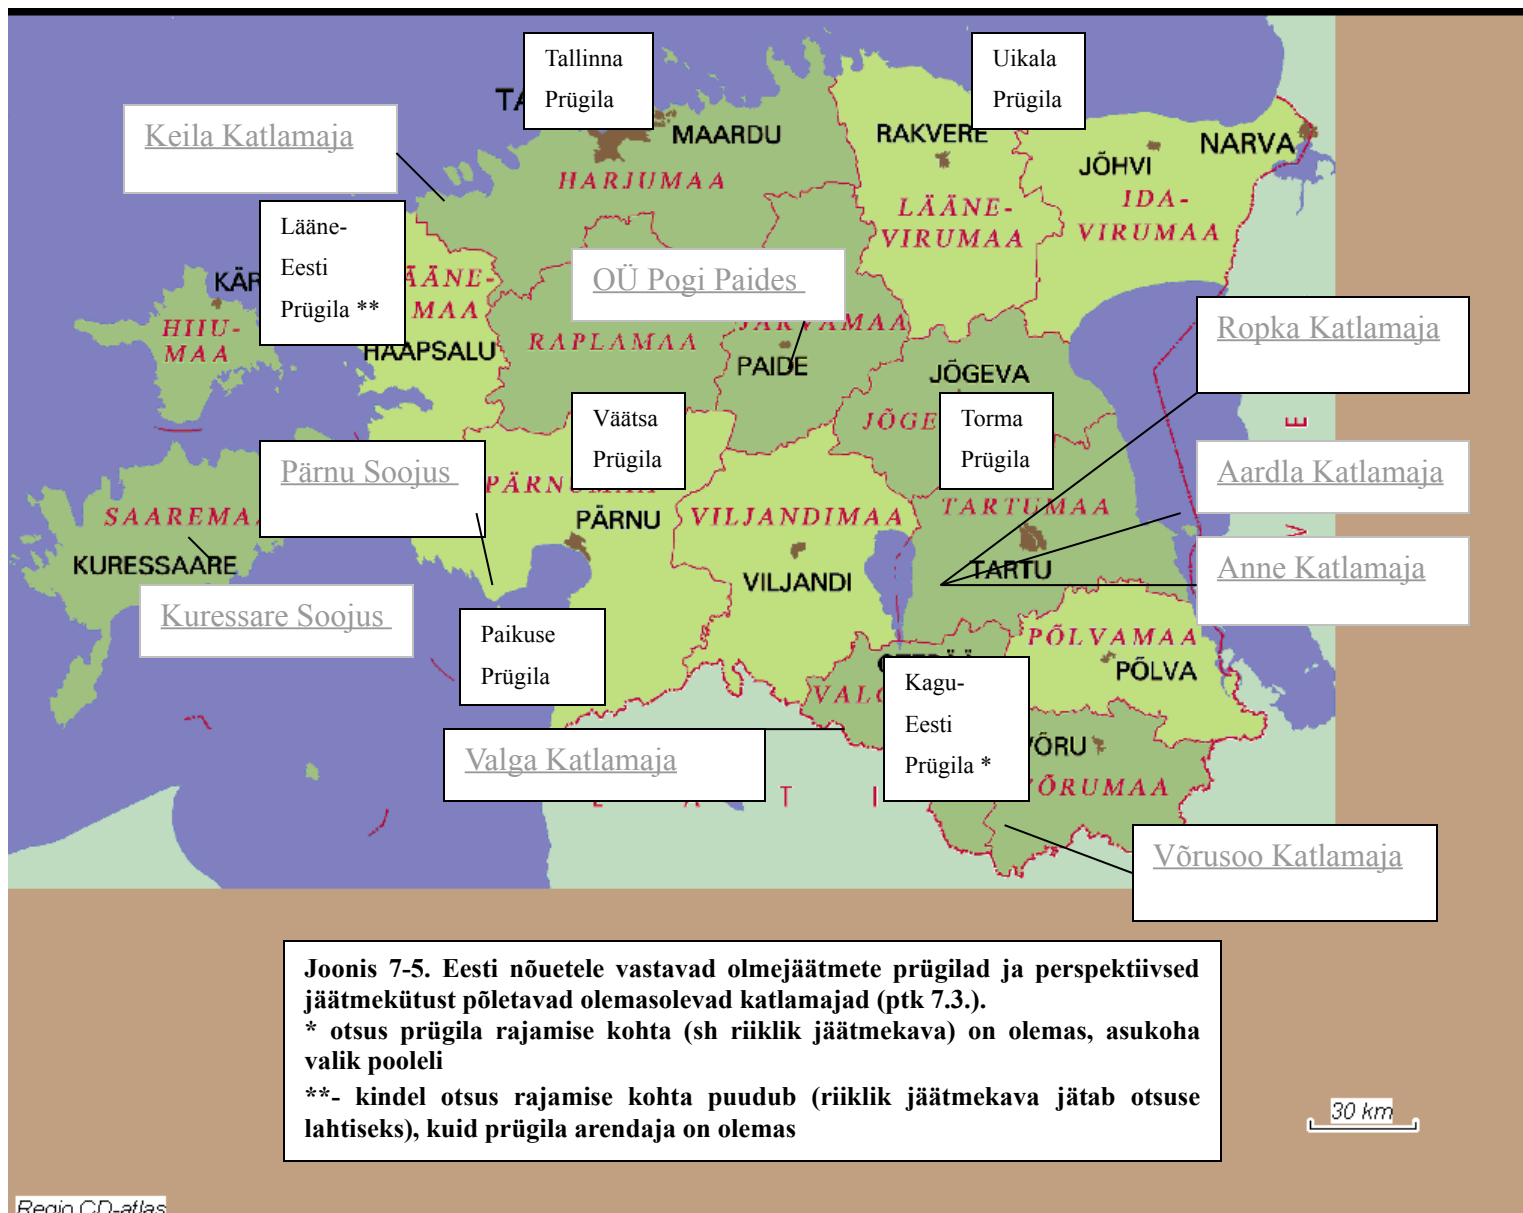 Tallinna
Prügila
Uikala
Prügila
Keila Katlamaja
MAARDU
RAKVERE
JÕHVI
NARVA
HARJUMAA
LÄÄNE-
VIRUMAA
IDA-
VIRUMAA
Lääne-
Eesti
Prügila **
OÜ Pogi Paides
HIIU-
MAA
MAA
HAAPSALU
RAPLAMAA
JÄRVAMAA
PAIDE
JÕGEVA
Ropka Katlamaja
Väätsa
Prügila
Torma
Prügila
Pärnu Soojus
PÄRNUMAA
Aardla Katlamaja
SAAREMA
PÄRNU
VILJANDIMAA
TARTUMAA
KURESSAARE
VILJANDI
TARTU
Anne Katlamaja
Kuressare Soojus
Paikuse
Prügila
PÕLVAMAA
PÕLVA
Kagu-
Eesti
Prügila *
Valga Katlamaja
VÕRU
VÕRUMAA
L A T I
Võrusoo Katlamaja
Joonis 7-5. Eesti nõuetele vastavad olmejäätmete prügilad ja perspektiivsed
jäätmekütust põletavad olemasolevad katlamajad (ptk 7.3.).
* otsus prügila rajamise kohta (sh riiklik jäätmekava) on olemas, asukoha
valik pooleli
**- kindel otsus rajamise kohta puudub (riiklik jäätmekava jätab otsuse
lahtiseks), kuid prügila arendaja on olemas
30 km
Regio CD-atlas